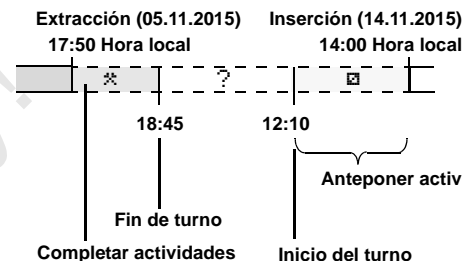 Extracción (05.11.2015) Inserción (14.11.2015)
17:50 Hora local 14:00 Hora local
?
18:45 12:10
Anteponer activ
Fin de turno
Completar actividades Inicio del turno